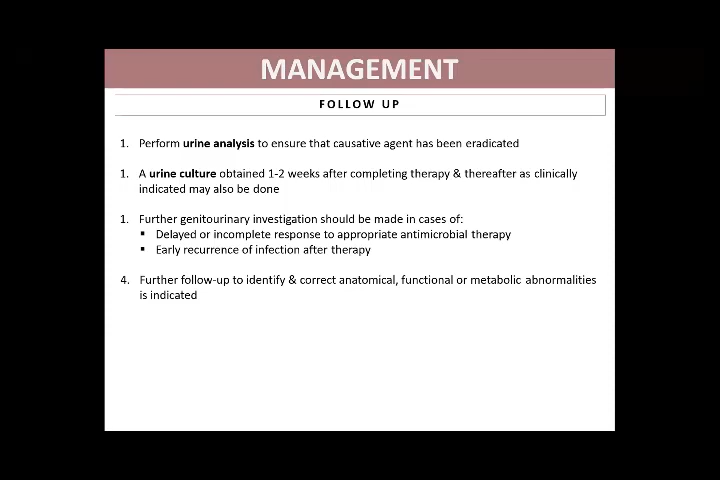 MANAGEMENT
FOLLOW UP
1. Perform urine analysis to ensure that causative agent has been eradicated
1. A urine culture obtained 1-2 weeks after completing therapy & thereafter as clinically
indicated may also be done
1. Further genitourinary investigation should be made in cases of:
▪ Delayed or incomplete response to appropriate antimicrobial therapy
▪ Early recurrence of infection after therapy
4. Further follow-up to identify & correct anatomical, functional or metabolic abnormalities
is indicated